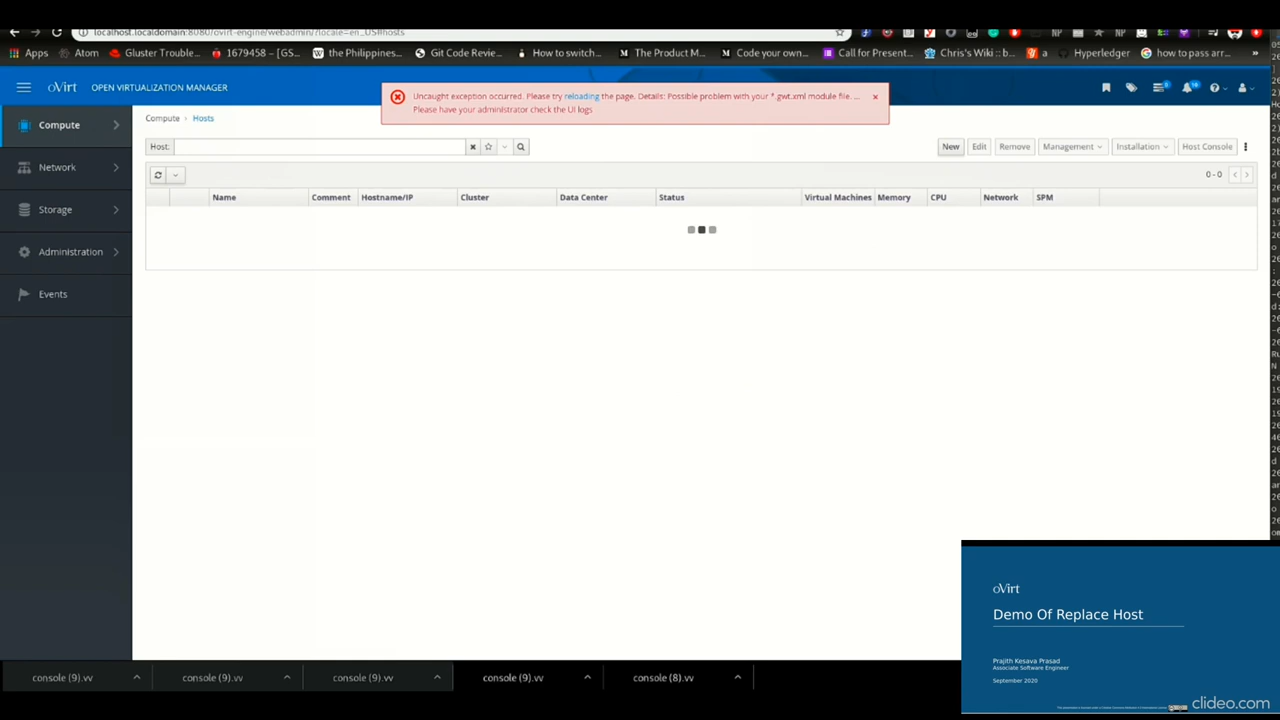 localhost.localdomain:8080/ovirt-engine/webadmin/?locale=en_US#hosts
Apps Atom Gluster Trouble... 1679458 – [GS... the Philippines... Git Code Revie... How to switch... The Product M... Code your own... Call for Present... Chris's Wiki :: b... a Hyperledger how to pass arr... »
oVirt OPEN VIRTUALIZATION MANAGER
Uncaught exception occurred. Please try reloading the page. Details: Possible problem with your *.gwt.xml module file. ...
Please have your administrator check the UI logs
Compute
Network
Storage
Administration
Events
Compute › Hosts
Host:
New Edit Remove Management Installation Host Console
0 - 0
Name Comment Hostname/IP Cluster Data Center Status Virtual Machines Memory CPU Network SPM
console (9).vv console (9).vv console (9).vv console (9).vv console (8).vv
oVirt
Demo Of Replace Host
Prajith Kesava Prasad
Associate Software Engineer
September 2020
clideo.com